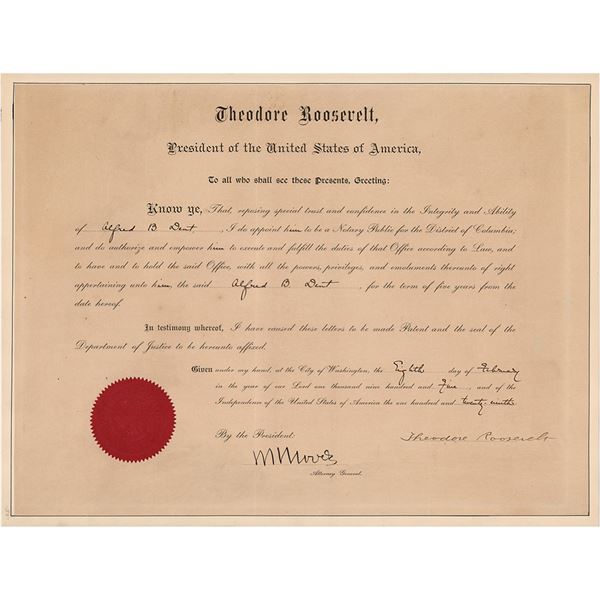 Theodore Roosevelt,
President of the United States of America,
To all who shall see these Presents, Greeting:
Know ye, That, reposing special trust and confidence in the Integrity and Ability
of Alfred B Dent, I do appoint him to be a Notary Public for the District of Columbia;
and do authorize and empower him to execute and fulfill the duties of that Office according to Law, and
to have and to hold the said Office, with all the powers, privileges, and emoluments thereunto of right
appertaining unto him, the said Alfred B Dent, for the term of five years from the
date hereof.
In testimony whereof, I have caused these letters to be made Patent and the seal of the
Department of Justice to be hereunto affixed.
Given under my hand, at the City of Washington, the Eighth day of February
in the year of our Lord one thousand nine hundred and five, and of the
Independence of the United States of America the one hundred and twenty-ninth
By the President:
Theodore Roosevelt
Attorney General.